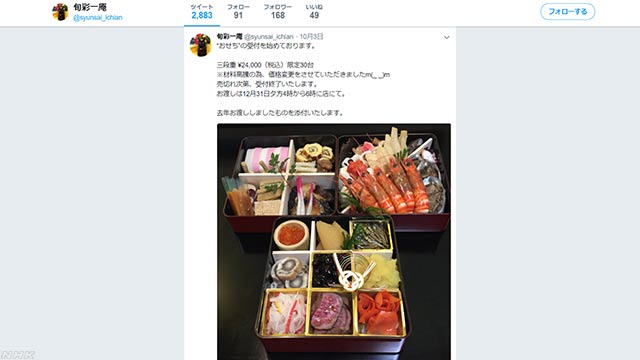 旬彩一庵
@syunsai_ichian
ツイート
2,883
フォロー
91
フォロワー
168
いいね
49
フォローする
旬彩一庵 @syunsai_ichian・10月3日
"おせち"の受付を始めております。
三段重 ¥24,000（税込）限定30台
※材料高騰の為、価格変更をさせていただきましたm(_ _)m
売切れ次第、受付終了いたします。
お渡しは12月31日夕方4時から6時に店にて。
去年お渡ししましたものを添付いたします。
NHK